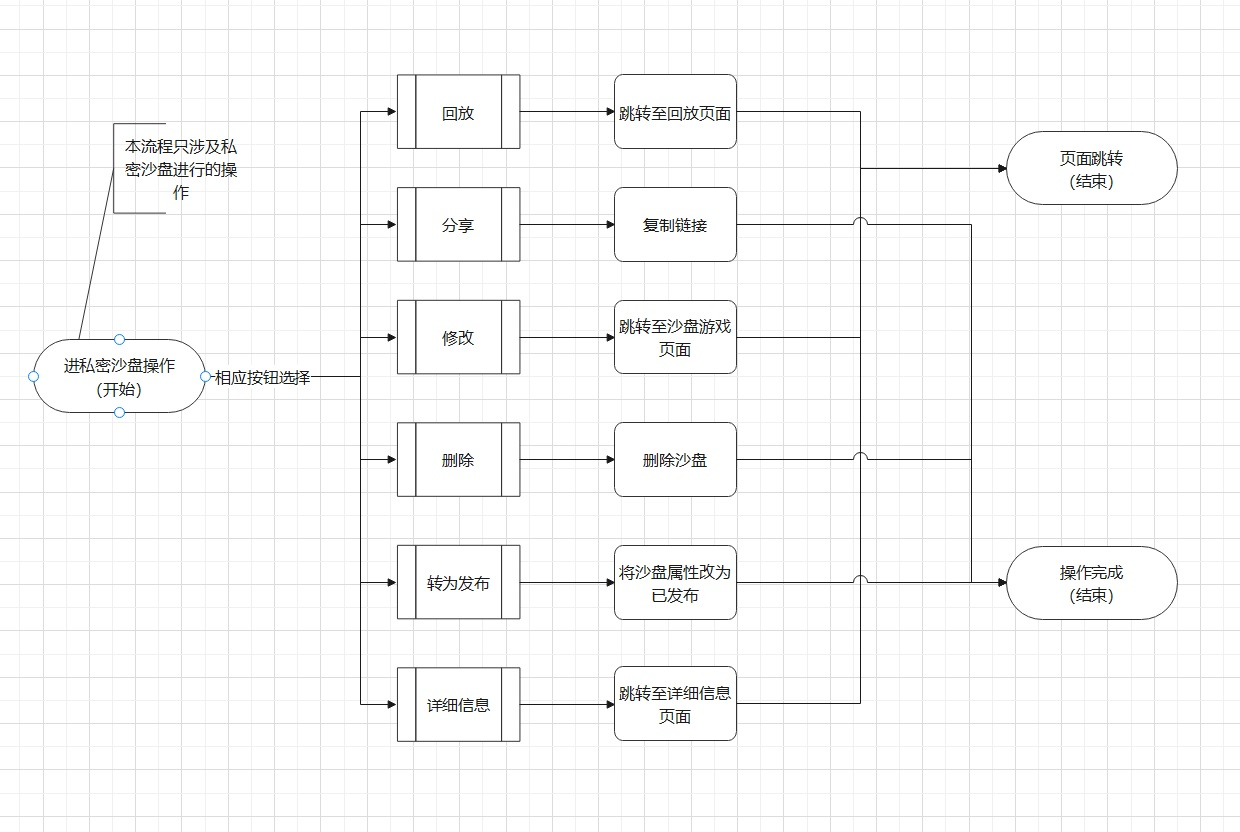 回放
跳转至回放页面
本流程只涉及私
密沙盘进行的操
作
页面跳转
（结束）
分享
复制链接
修改
跳转至沙盘游戏
页面
进私密沙盘操作
（开始）
相应按钮选择
删除
删除沙盘
转为发布
将沙盘属性改为
已发布
操作完成
（结束）
详细信息
跳转至详细信息
页面